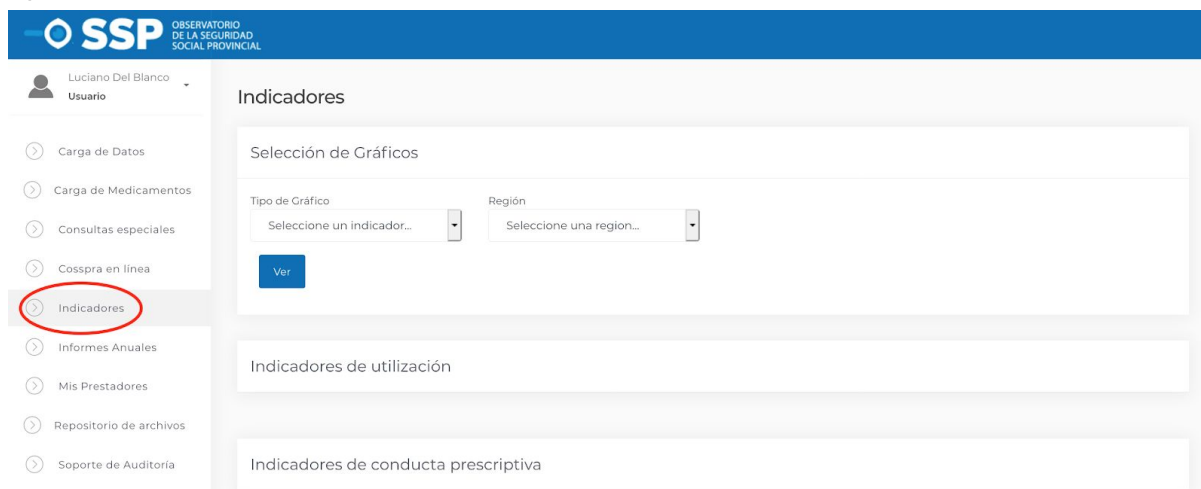 SSP
OBSERVATORIO
DE LA SEGURIDAD
SOCIAL PROVINCIAL
Luciano Del Blanco
Usuario
Carga de Datos
Carga de Medicamentos
Consultas especiales
Cosspra en línea
Indicadores
Informes Anuales
Mis Prestadores
Repositorio de archivos
Soporte de Auditoría
Indicadores
Selección de Gráficos
Tipo de Gráfico
Seleccione un indicador...
Región
Seleccione una region...
Ver
Indicadores de utilización
Indicadores de conducta prescriptiva